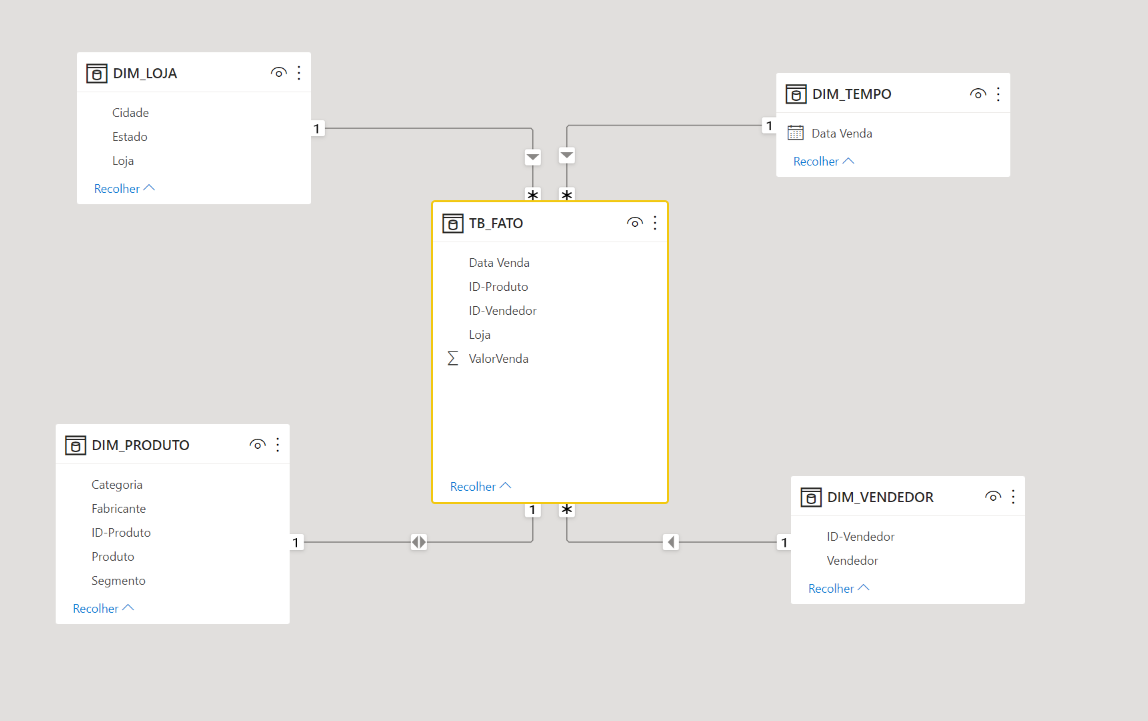 DIM_LOJA
Cidade
Estado
Loja
Recolher
1
*
DIM_TEMPO
Data Venda
Recolher
1
*
TB_FATO
Data Venda
ID-Produto
ID-Vendedor
Loja
∑ ValorVenda
Recolher
1
*
DIM_PRODUTO
Categoria
Fabricante
ID-Produto
Produto
Segmento
Recolher
1
DIM_VENDEDOR
ID-Vendedor
Vendedor
Recolher
1